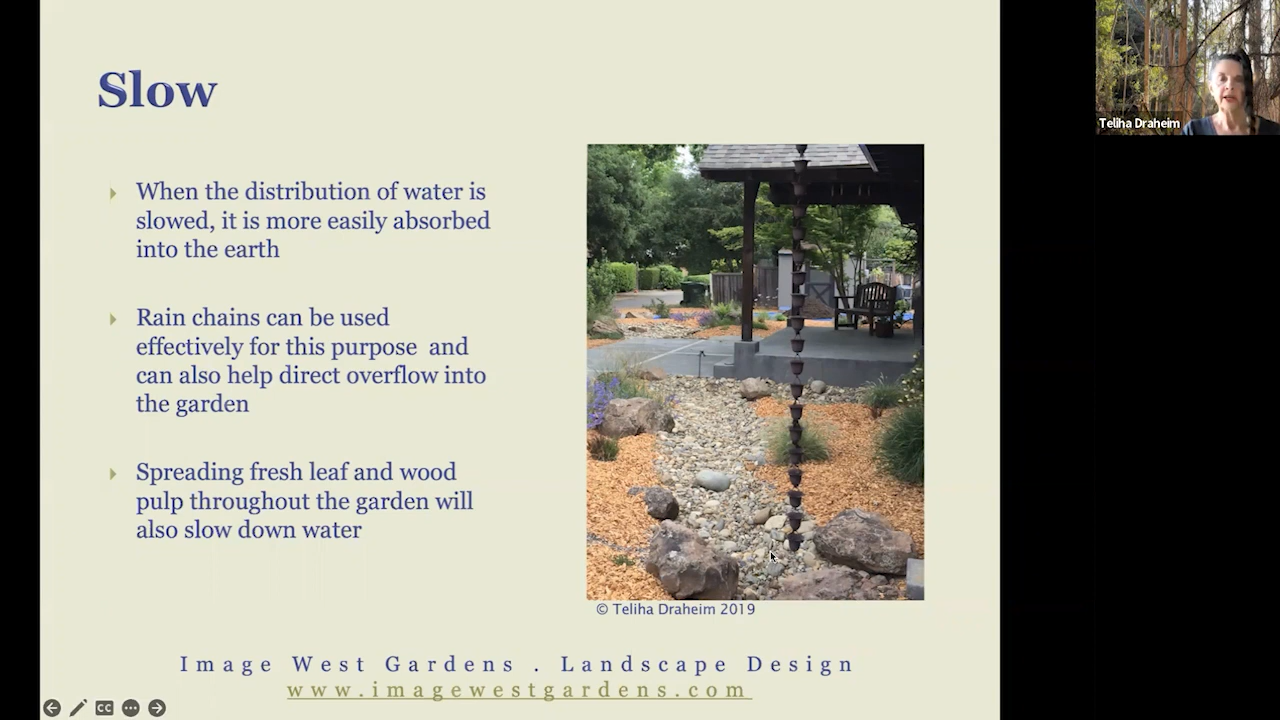 Slow
When the distribution of water is
slowed, it is more easily absorbed
into the earth
Rain chains can be used
effectively for this purpose  and
can also help direct overflow into
the garden
Spreading fresh leaf and wood
pulp throughout the garden will
also slow down water
© Teliha Draheim 2019
Image West Gardens . Landscape Design
www.imagewestgardens.com
CC
Teliha Draheim